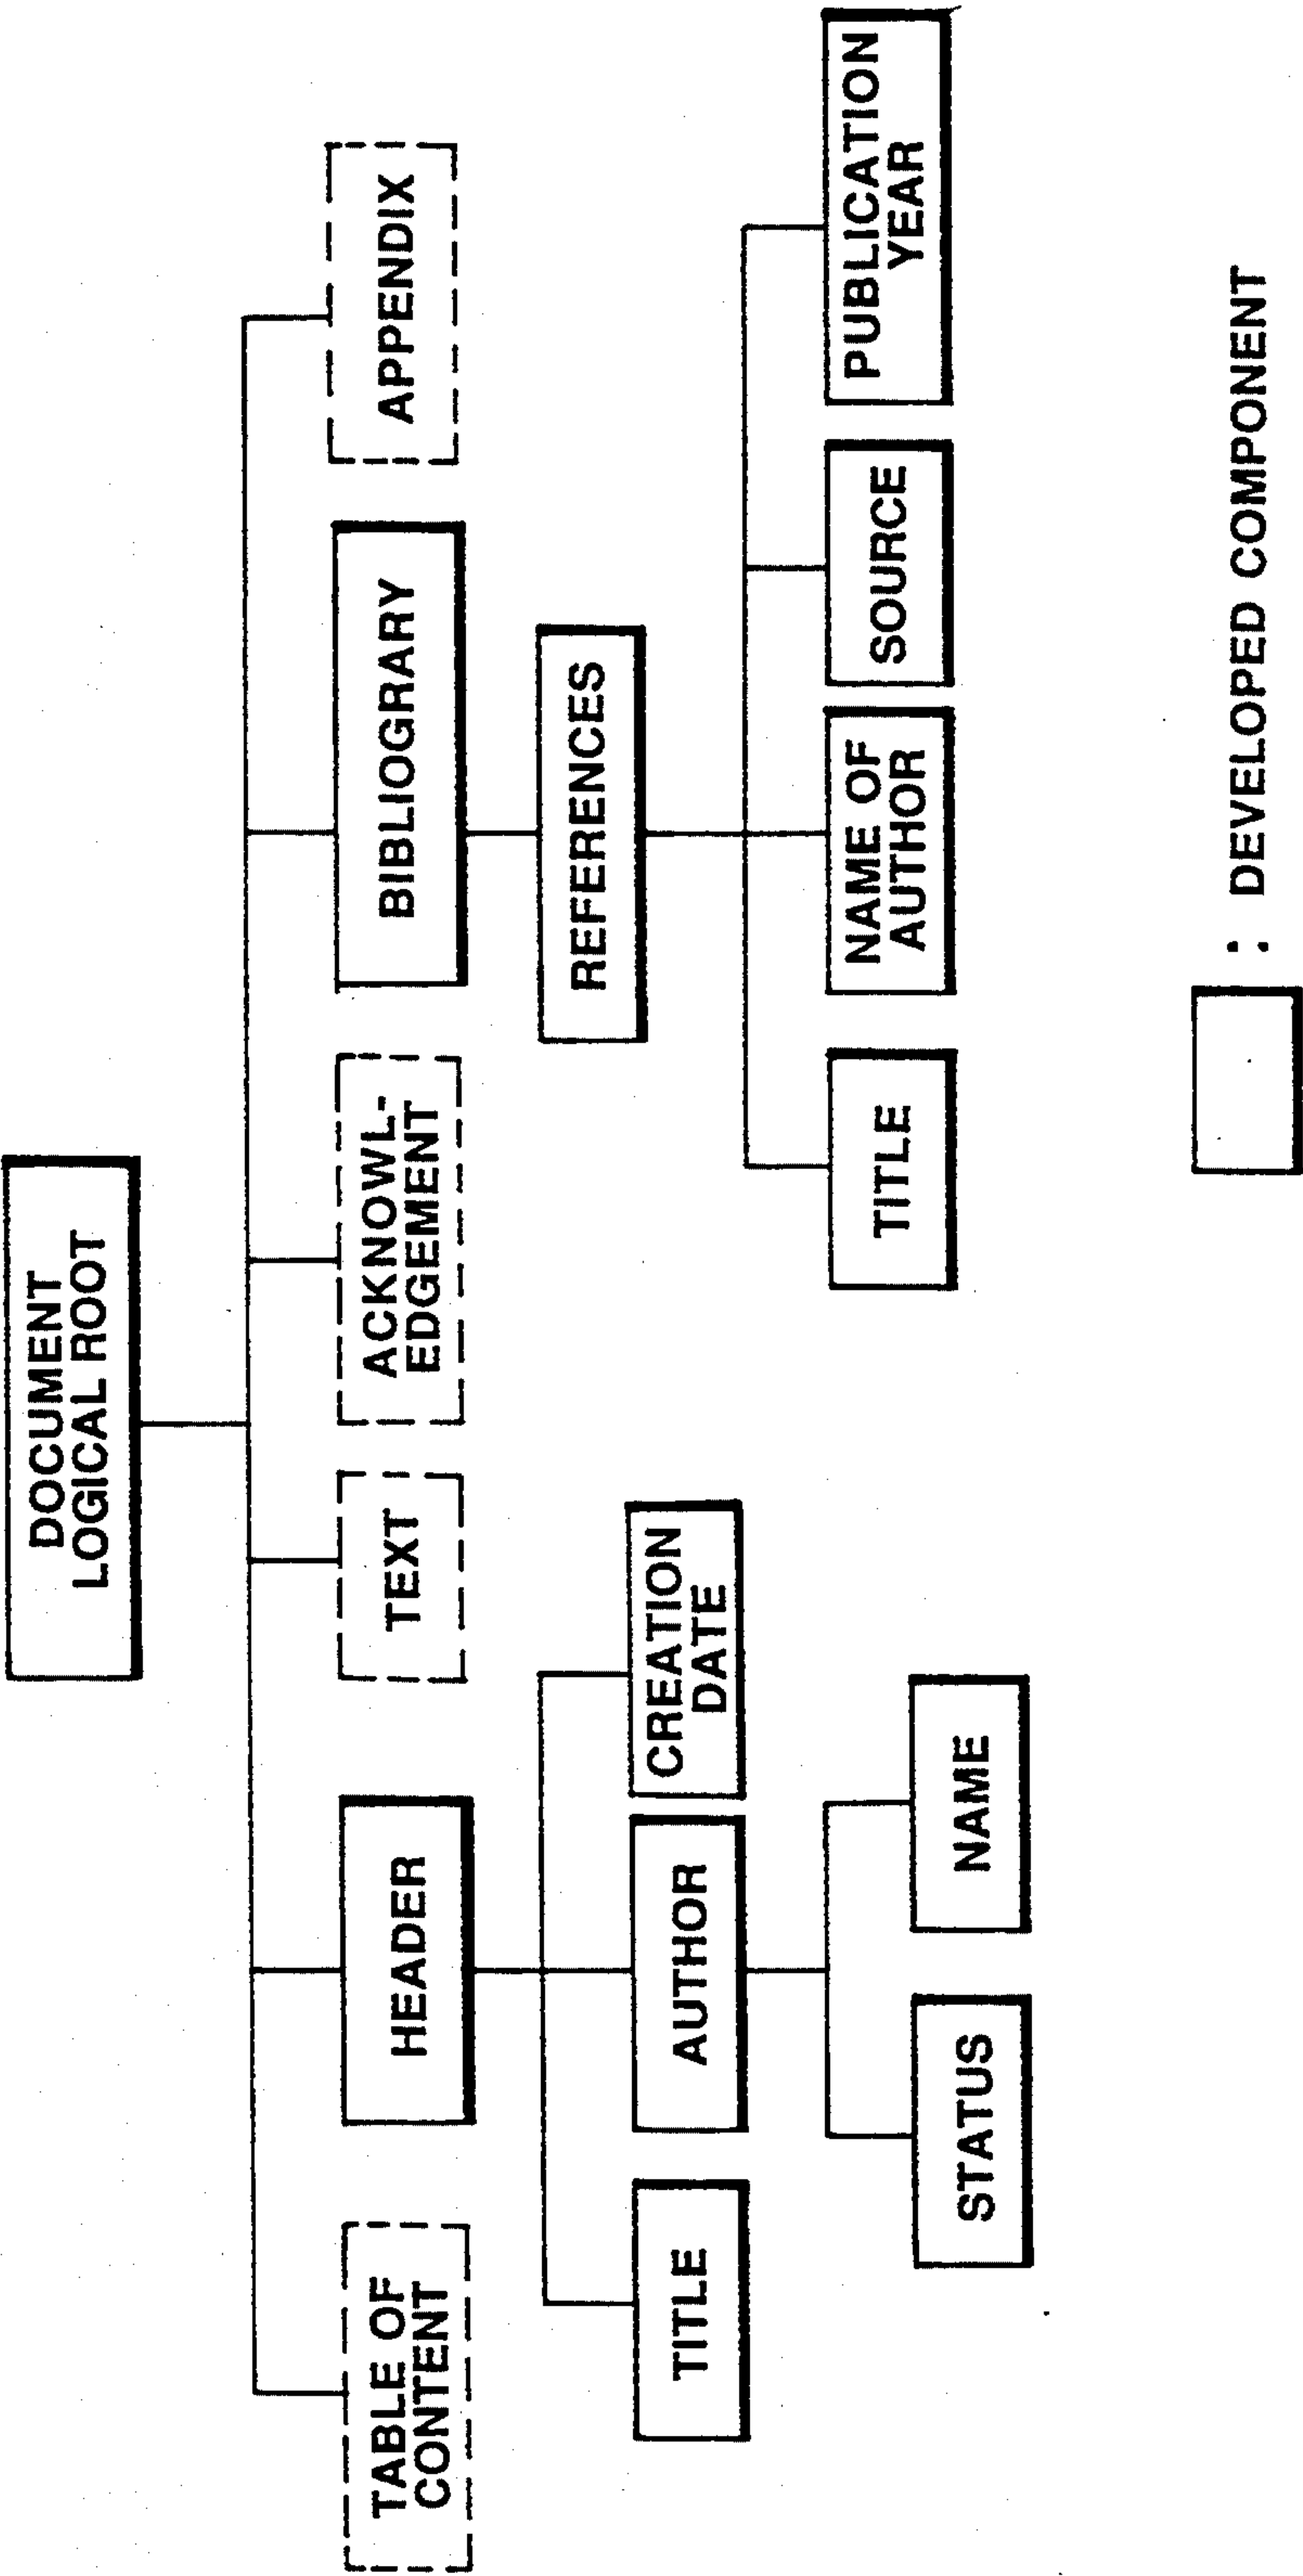 DOCUMENT
LOGICAL ROOT
TABLE OF
CONTENT
HEADER
TEXT
ACKNOWL-
EDGEMENT
BIBLIOGRARY
APPENDIX
TITLE
AUTHOR
CREATION
DATE
REFERENCES
STATUS
NAME
TITLE
NAME OF
AUTHOR
SOURCE
PUBLICATION
YEAR
: DEVELOPED COMPONENT